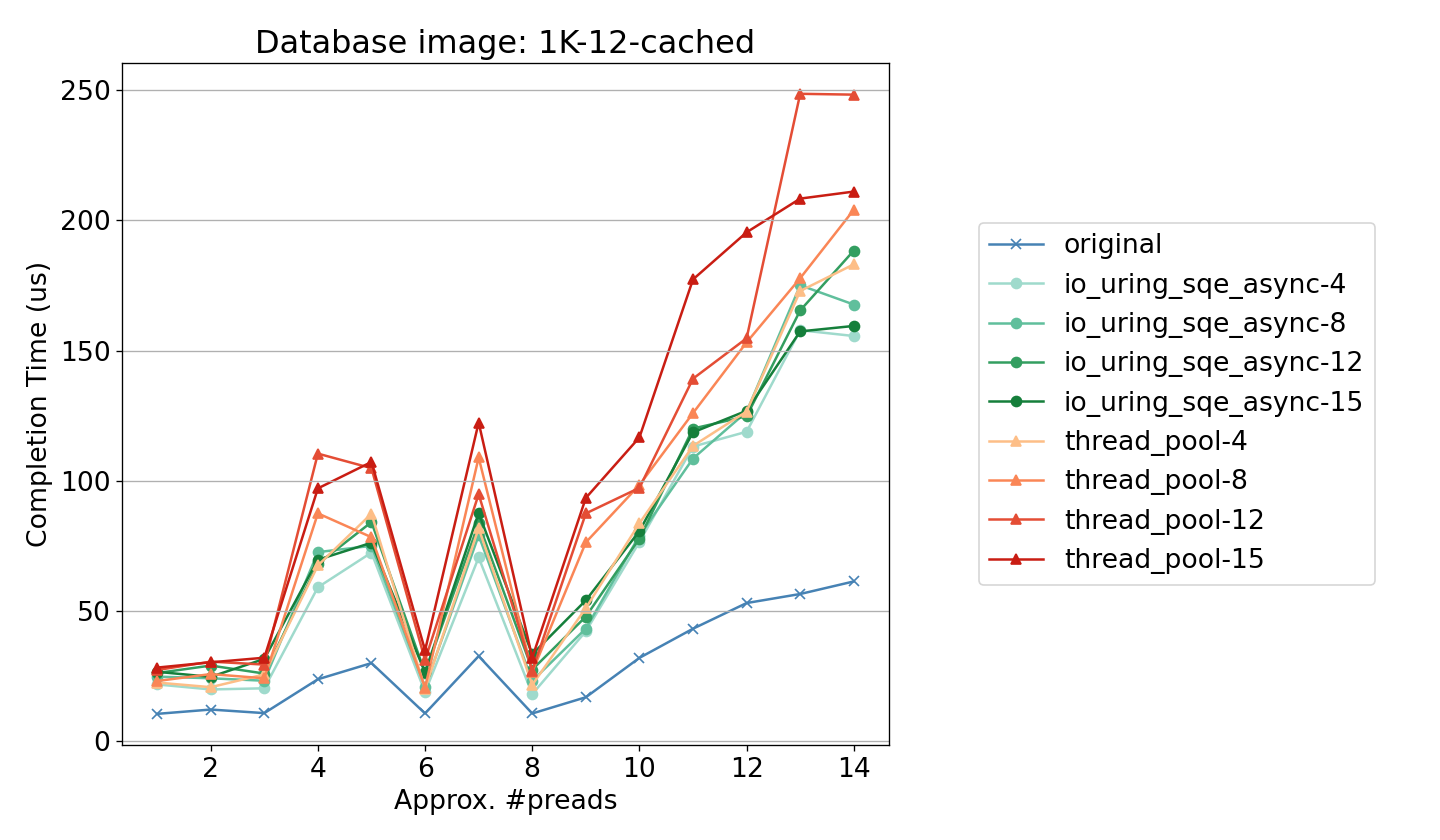 Database image: 1K-12-cached
250
200
150
100
50
0
Completion Time (us)
2 4 6 8 10 12 14
Approx. #preads
original
io_uring_sqe_async-4
io_uring_sqe_async-8
io_uring_sqe_async-12
io_uring_sqe_async-15
thread_pool-4
thread_pool-8
thread_pool-12
thread_pool-15